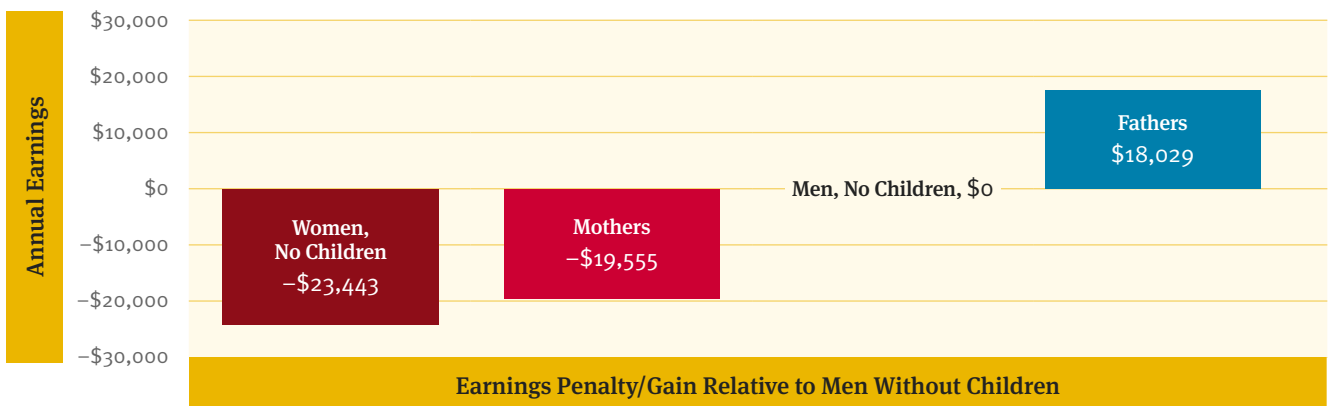 Annual Earnings
$30,000
$20,000
$10,000
$0
–$10,000
–$20,000
–$30,000
Women,
No Children
–$23,443
Mothers
–$19,555
Men, No Children, $0
Fathers
$18,029
Earnings Penalty/Gain Relative to Men Without Children